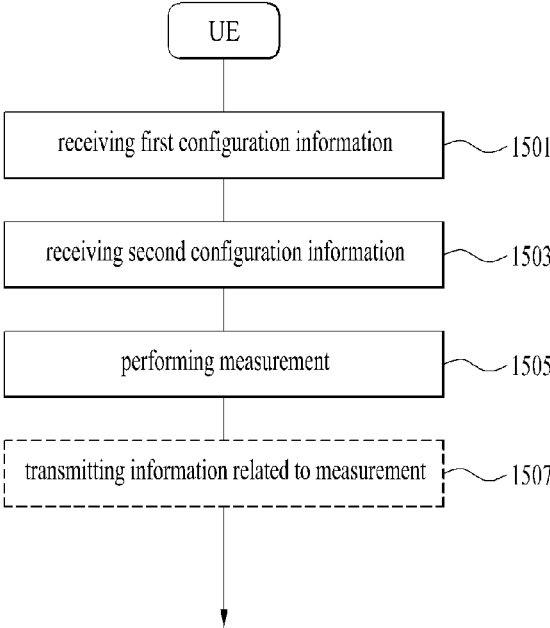 UE
receiving first configuration information
1501
receiving second configuration information
1503
performing measurement
1505
transmitting information related to measurement
1507